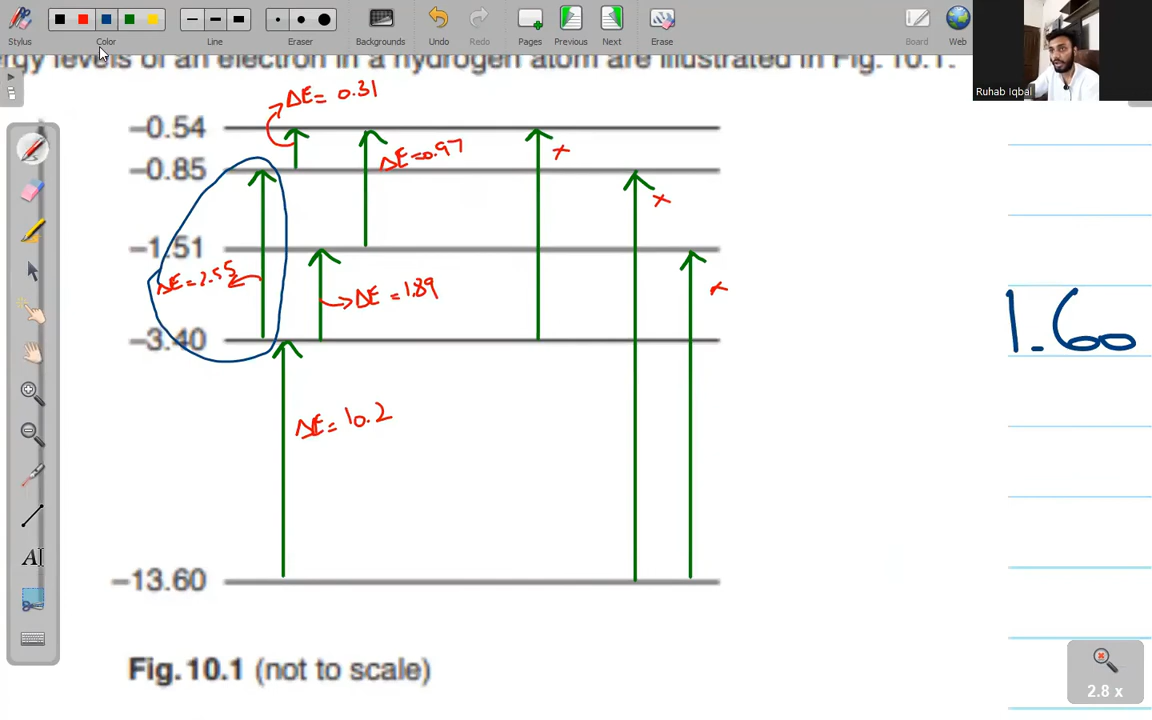 Stylus Color Line Eraser Backgrounds Undo Redo Pages Previous Next Erase Board Web
Ruhab Iqbal
rgy levels of an electron in a hydrogen atom are illustrated in Fig. 10.1.
ΔE= 0.31
-0.54
ΔE=0.97
-0.85
-1.51
ΔE=2.55
ΔE=1.89
-3.40
1.60
ΔE= 10.2
-13.60
Fig. 10.1 (not to scale)
2.8 x